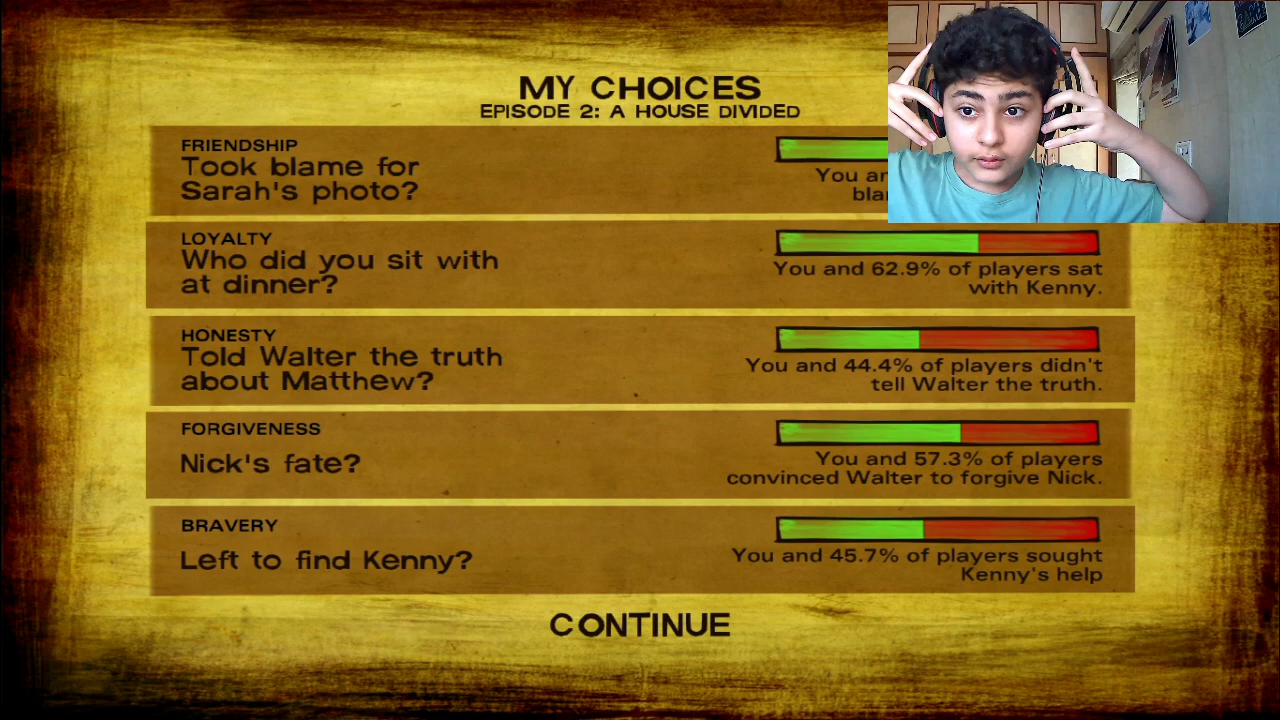 MY CHOICES
EPISODE 2: A HOUSE DIVIDED
FRIENDSHIP
Took blame for
Sarah's photo?
You
LOYALTY
Who did you sit with
at dinner?
You and 62.9% of players sat
with Kenny.
HONESTY
Told Walter the truth
about Matthew?
You and 44.4% of players didn't
tell Walter the truth.
FORGIVENESS
Nick's fate?
You and 57.3% of players
convinced Walter to forgive Nick.
BRAVERY
Left to find Kenny?
You and 45.7% of players sought
Kenny's help
CONTINUE